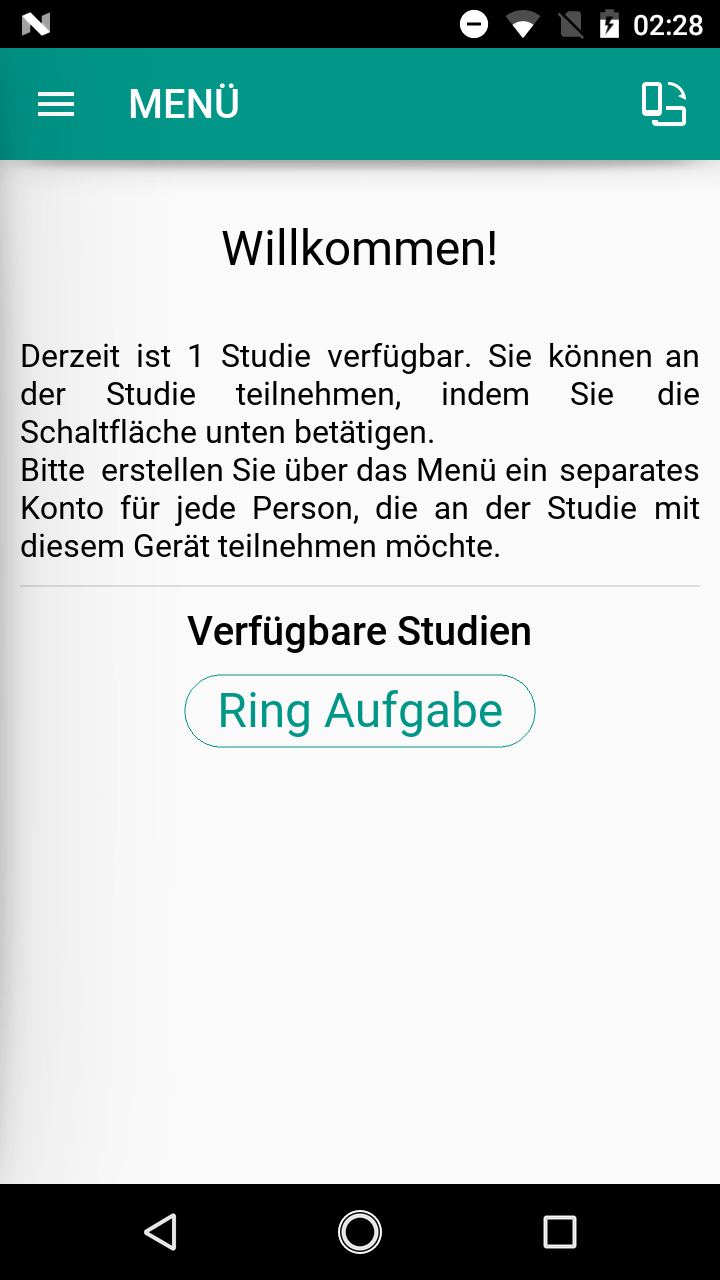 02:28
MENÜ
Willkommen!
Derzeit ist 1 Studie verfügbar. Sie können an
der Studie teilnehmen, indem Sie die
Schaltfläche unten betätigen.
Bitte erstellen Sie über das Menü ein separates
Konto für jede Person, die an der Studie mit
diesem Gerät teilnehmen möchte.
Verfügbare Studien
Ring Aufgabe